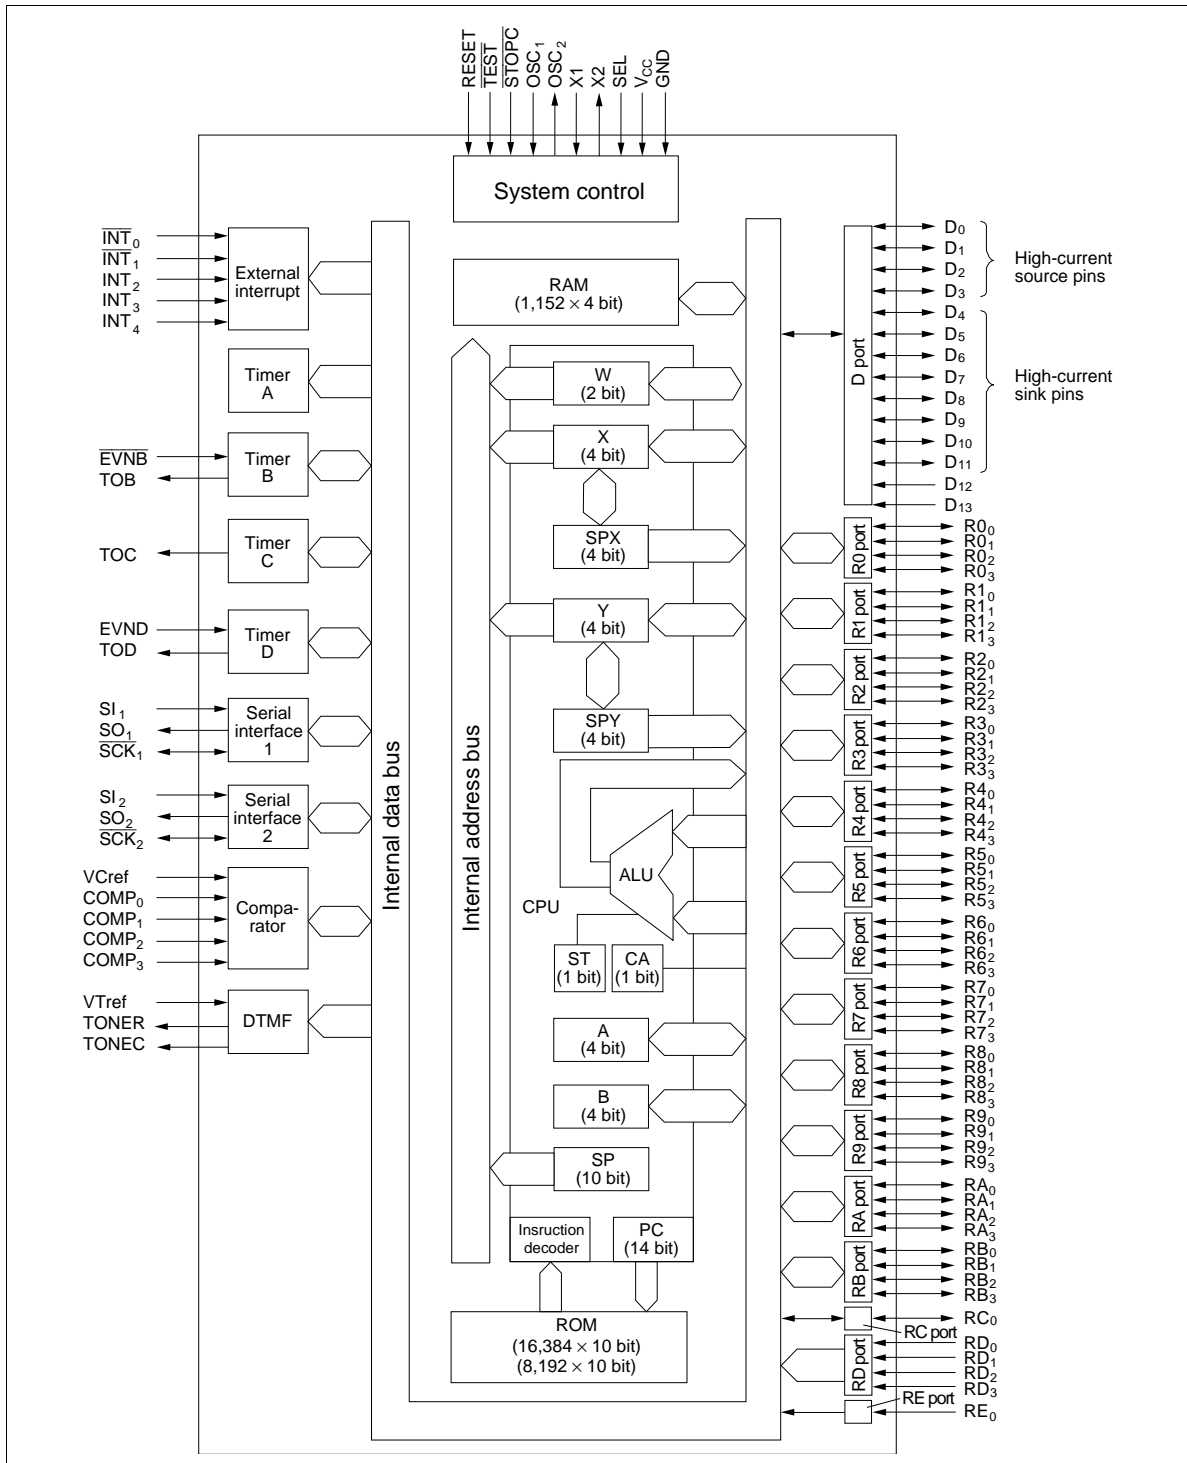 RESET
TEST
STOPC
OSC1
OSC2
X1
X2
SEL
VCC
GND
System control
INT0
INT1
INT2
INT3
INT4
External
interrupt
Timer
A
EVNB
TOB
Timer
B
TOC
Timer
C
EVND
TOD
Timer
D
SI1
SO1
SCK1
Serial
interface
1
SI2
SO2
SCK2
Serial
interface
2
VCref
COMP0
COMP1
COMP2
COMP3
Compa-
rator
VTref
TONER
TONEC
DTMF
Internal data bus
Internal address bus
RAM
(1,152 × 4 bit)
W
(2 bit)
X
(4 bit)
SPX
(4 bit)
Y
(4 bit)
SPY
(4 bit)
ALU
CPU
ST
(1 bit)
CA
(1 bit)
A
(4 bit)
B
(4 bit)
SP
(10 bit)
Insruction
decoder
PC
(14 bit)
ROM
(16,384 × 10 bit)
(8,192 × 10 bit)
D port
D0
D1
D2
D3
D4
D5
D6
D7
D8
D9
D10
D11
D12
D13
High-current
source pins
High-current
sink pins
R0 port
R00
R01
R02
R03
R1 port
R10
R11
R12
R13
R2 port
R20
R21
R22
R23
R3 port
R30
R31
R32
R33
R4 port
R40
R41
R42
R43
R5 port
R50
R51
R52
R53
R6 port
R60
R61
R62
R63
R7 port
R70
R71
R72
R73
R8 port
R80
R81
R82
R83
R9 port
R90
R91
R92
R93
RA port
RA0
RA1
RA2
RA3
RB port
RB0
RB1
RB2
RB3
RC0
RC port
RD port
RD0
RD1
RD2
RD3
RE port
RE0